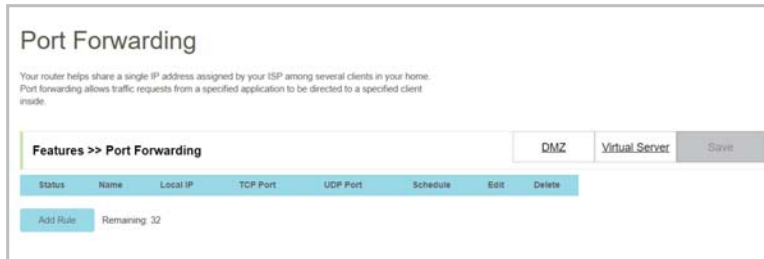 Port Forwarding
Your router helps share a single IP address assigned by your ISP among several clients in your home.
Port forwarding allows traffic requests from a specified application to be directed to a specified client
inside.
Features >> Port Forwarding DMZ Virtual Server Save
Status Name Local IP TCP Port UDP Port Schedule Edit Delete
Add Rule Remaining: 32